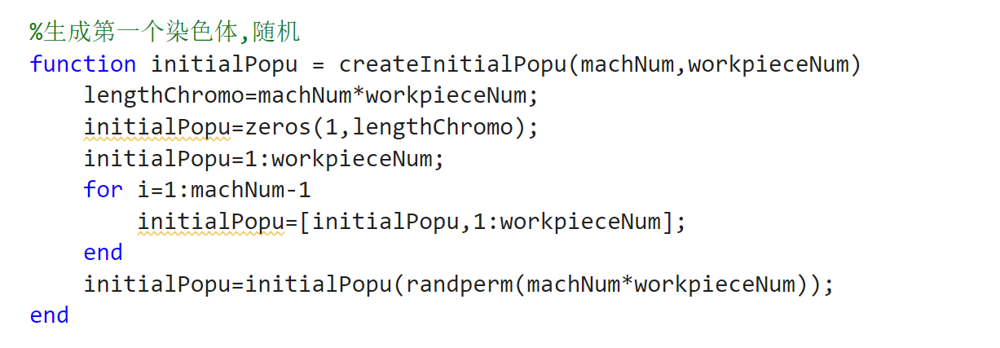 %生成第一个染色体,随机
function initialPopu = createInitialPopu(machNum,workpieceNum)
    lengthChromo=machNum*workpieceNum;
    initialPopu=zeros(1,lengthChromo);
    initialPopu=1:workpieceNum;
    for i=1:machNum-1
        initialPopu=[initialPopu,1:workpieceNum];
    end
    initialPopu=initialPopu(randperm(machNum*workpieceNum));
end